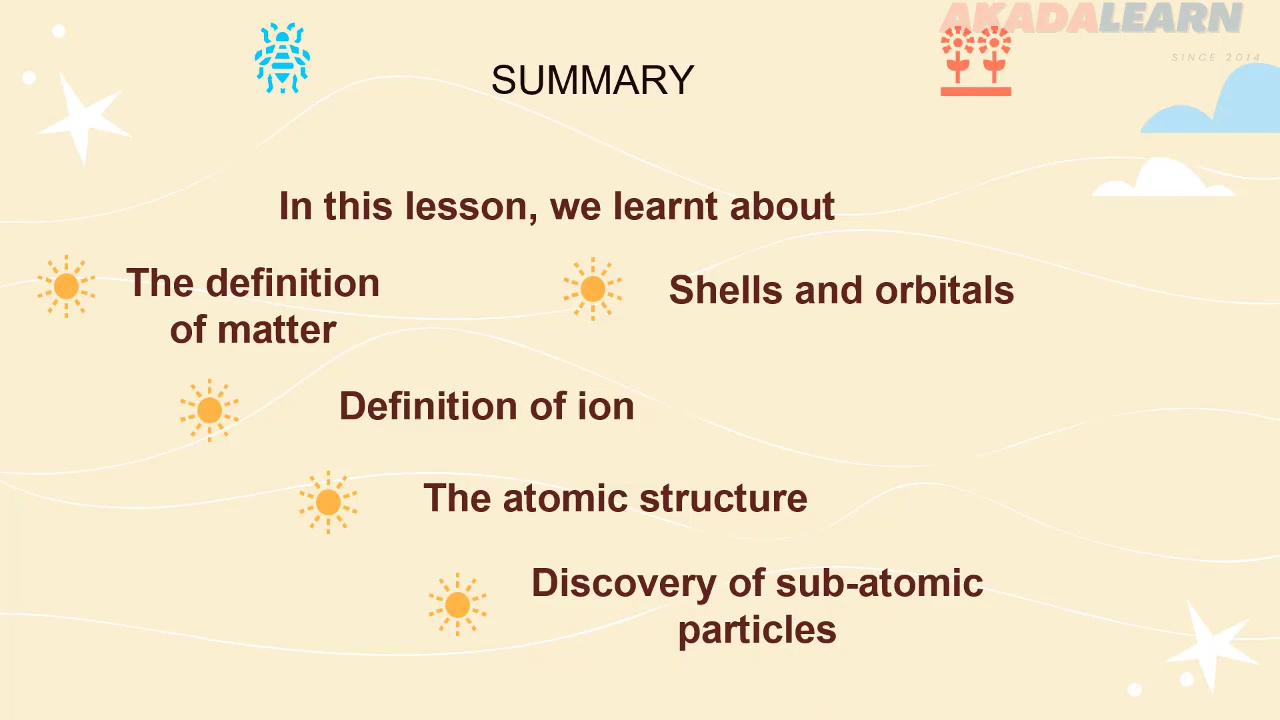 AKADALEARN
SINCE 2014
SUMMARY
In this lesson, we learnt about
The definition
of matter
Shells and orbitals
Definition of ion
The atomic structure
Discovery of sub-atomic
particles